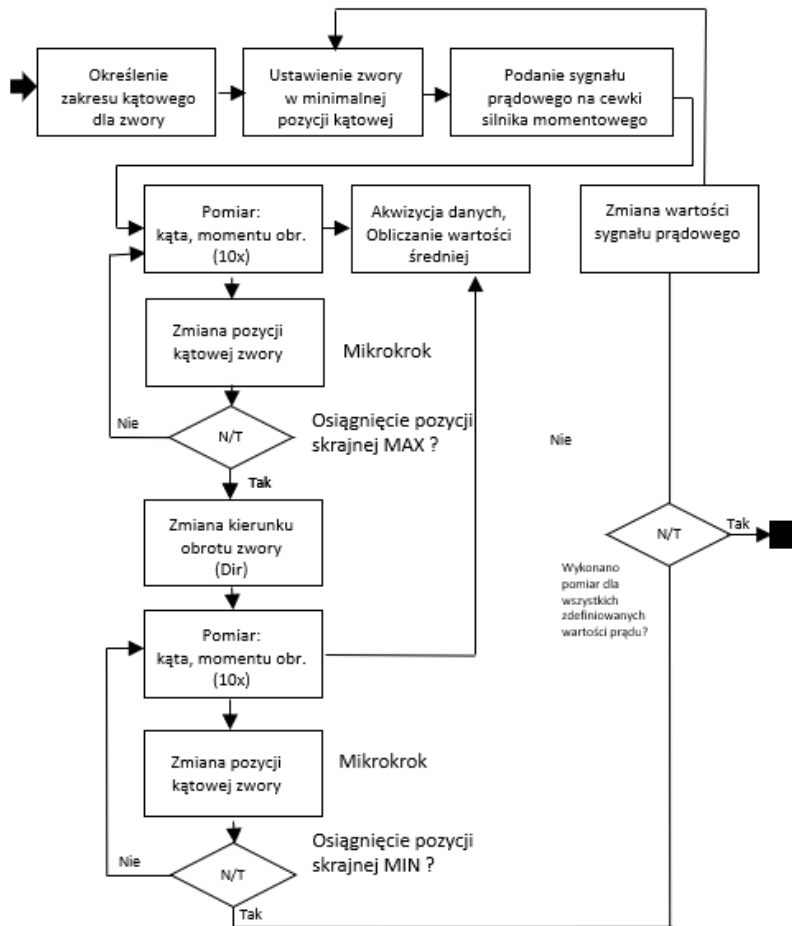 Określenie
zakresu kątowego
dla zwory
Ustawienie zwory
w minimalnej
pozycji kątowej
Podanie sygnału
prądowego na cewki
silnika momentowego
Pomiar:
kąta, momentu obr.
(10x)
Akwizycja danych,
Obliczanie wartości
średniej
Zmiana wartości
sygnału prądowego
Zmiana pozycji
kątowej zwory
Mikrokrok
Nie
N/T
Osiągnięcie pozycji
skrajnej MAX ?
Nie
Tak
Zmiana kierunku
obrotu zwory
(Dir)
N/T
Tak
Wykonano
pomiar dla
wszystkich
zdefiniowanych
wartości prądu?
Pomiar:
kąta, momentu obr.
(10x)
Zmiana pozycji
kątowej zwory
Mikrokrok
Nie
N/T
Osiągnięcie pozycji
skrajnej MIN ?
Tak